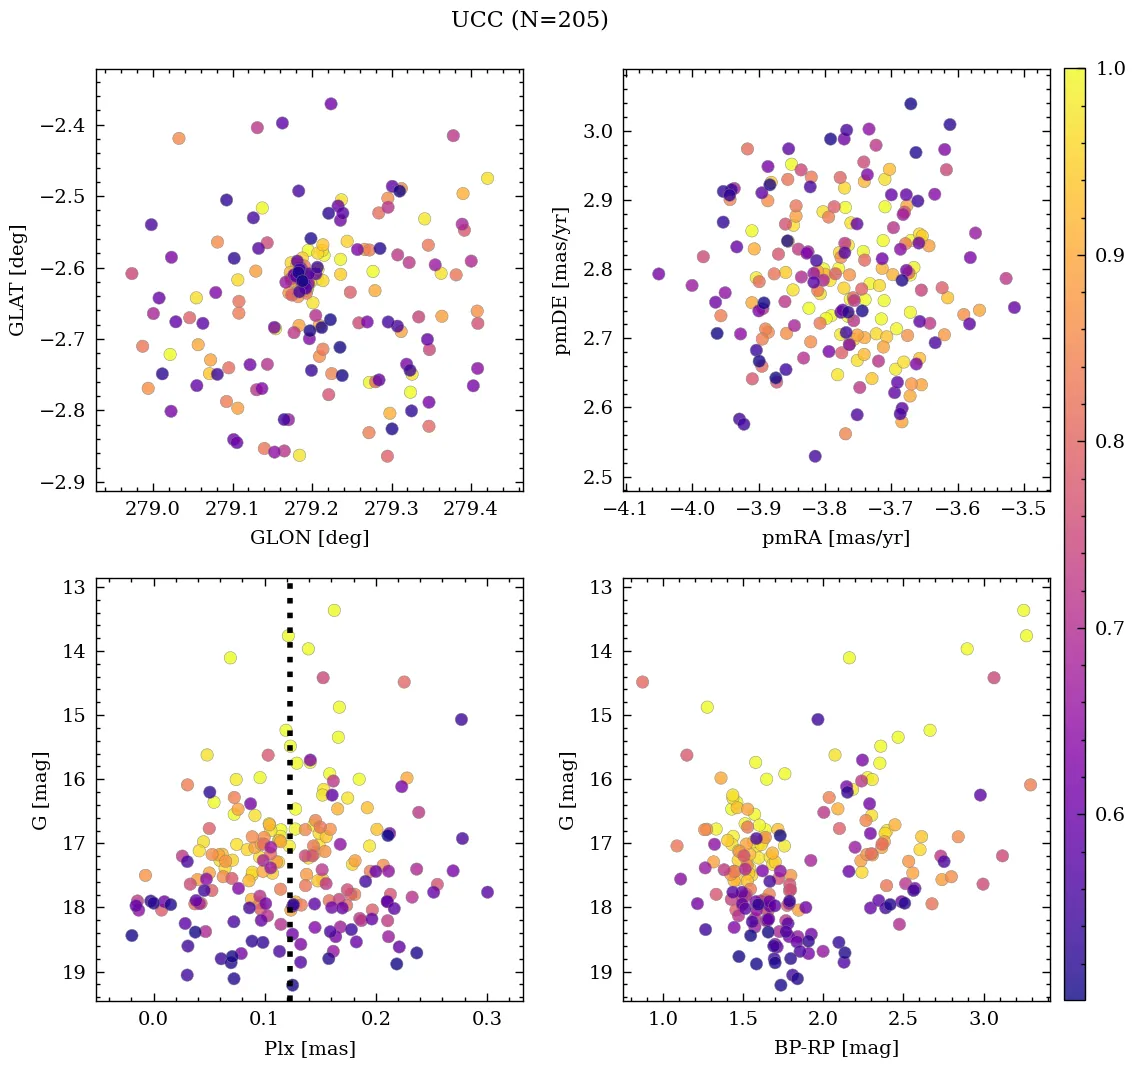 UCC (N=205)
−2.4
−2.5
−2.6
−2.7
−2.8
−2.9
GLAT [deg]
279.0 279.1 279.2 279.3 279.4
GLON [deg]
3.0
2.9
2.8
2.7
2.6
2.5
pmDE [mas/yr]
−4.1 −4.0 −3.9 −3.8 −3.7 −3.6 −3.5
pmRA [mas/yr]
13
14
15
16
17
18
19
G [mag]
0.0 0.1 0.2 0.3
Plx [mas]
13
14
15
16
17
18
19
G [mag]
1.0 1.5 2.0 2.5 3.0
BP-RP [mag]
1.0
0.9
0.8
0.7
0.6